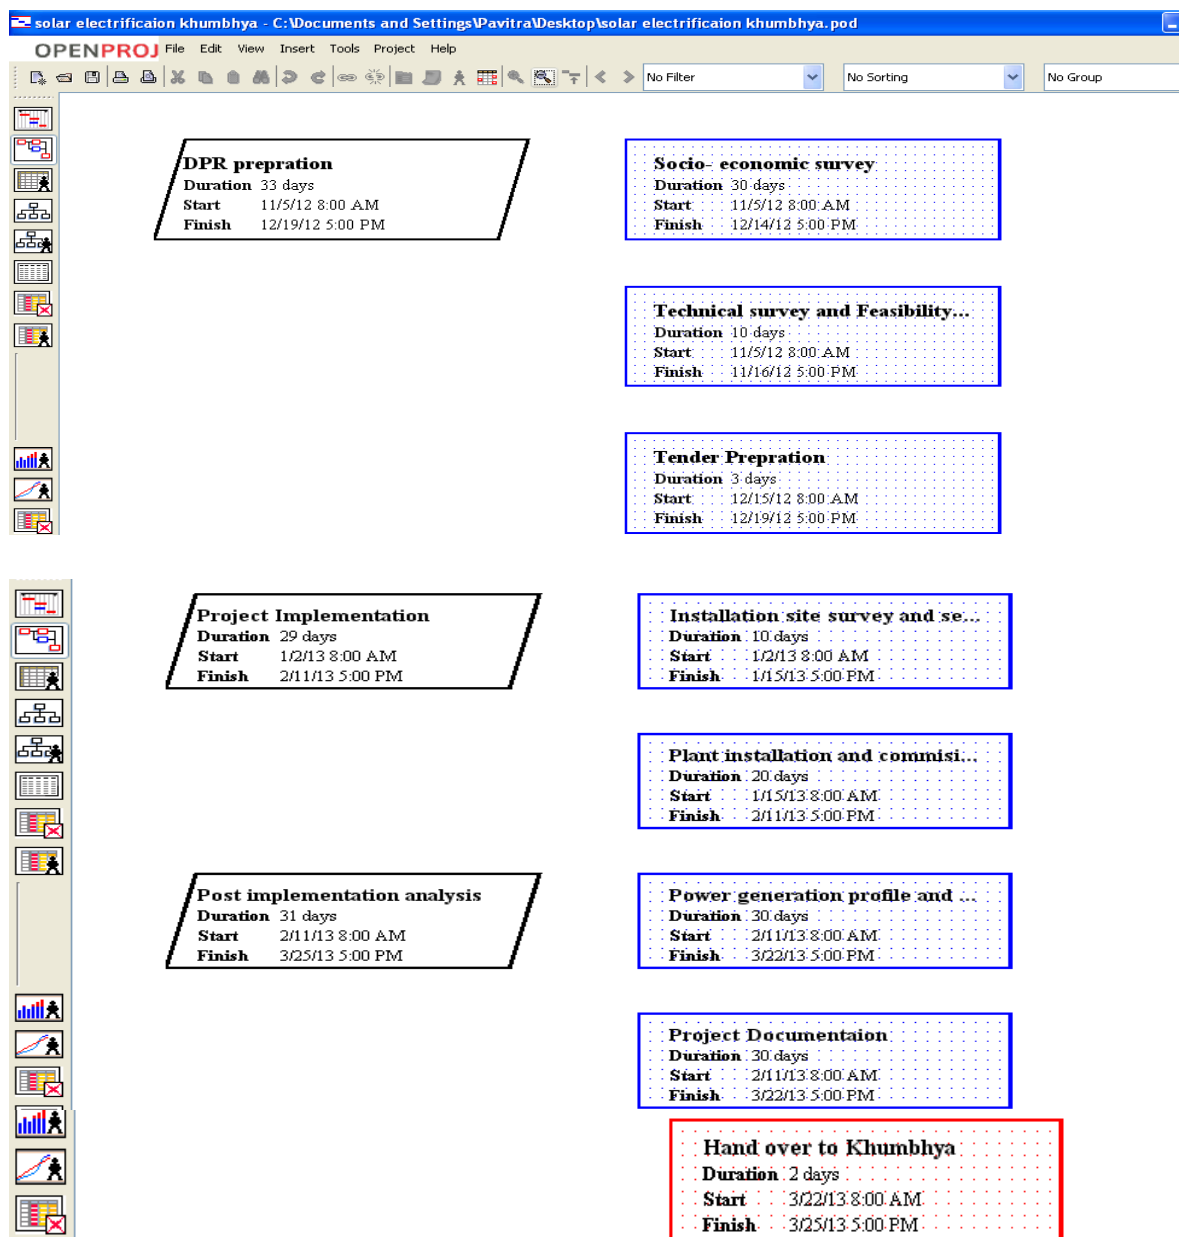 solar electrificaion khumbhya - C:\Documents and Settings\Pavitra\Desktop\solar electrificaion khumbhya.pod
OPENPROJ File Edit View Insert Tools Project Help
No Filter No Sorting No Group
DPR prepration
Duration 33 days
Start 11/5/12 8:00 AM
Finish 12/19/12 5:00 PM
Socio- economic survey
Duration 30 days
Start 11/5/12 8:00 AM
Finish 12/14/12 5:00 PM
Technical survey and Feasibility...
Duration 10 days
Start 11/5/12 8:00 AM
Finish 11/16/12 5:00 PM
Tender Prepration
Duration 3 days
Start 12/15/12 8:00 AM
Finish 12/19/12 5:00 PM
Project Implementation
Duration 29 days
Start 1/2/13 8:00 AM
Finish 2/11/13 5:00 PM
Installation site survey and se...
Duration 10 days
Start 1/2/13 8:00 AM
Finish 1/15/13 5:00 PM
Plant installation and commisi...
Duration 20 days
Start 1/15/13 8:00 AM
Finish 2/11/13 5:00 PM
Post implementation analysis
Duration 31 days
Start 2/11/13 8:00 AM
Finish 3/25/13 5:00 PM
Power generation profile and ...
Duration 30 days
Start 2/11/13 8:00 AM
Finish 3/22/13 5:00 PM
Project Documentaion
Duration 30 days
Start 2/11/13 8:00 AM
Finish 3/22/13 5:00 PM
Hand over to Khumbhya
Duration 2 days
Start 3/22/13 8:00 AM
Finish 3/25/13 5:00 PM